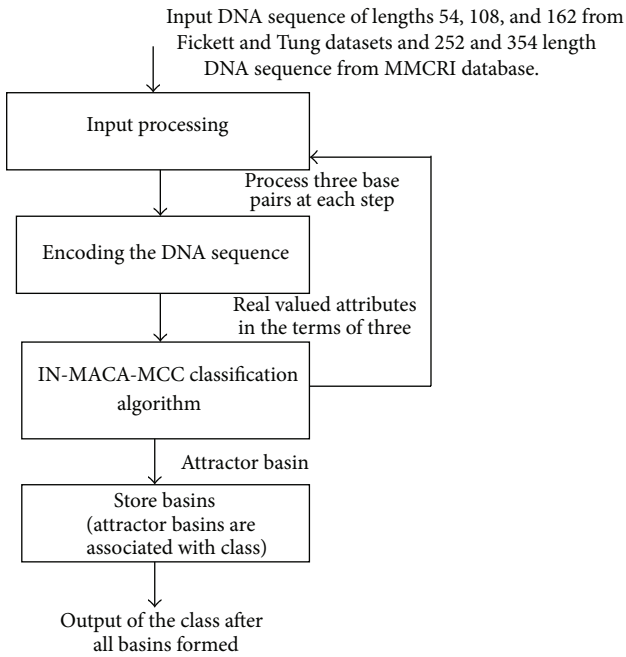 Input DNA sequence of lengths 54, 108, and 162 from
Fickett and Tung datasets and 252 and 354 length
DNA sequence from MMCRI database.
Input processing
Process three base
pairs at each step
Encoding the DNA sequence
Real valued attributes
in the terms of three
IN-MACA-MCC classification
algorithm
Attractor basin
Store basins
(attractor basins are
associated with class)
Output of the class after
all basins formed